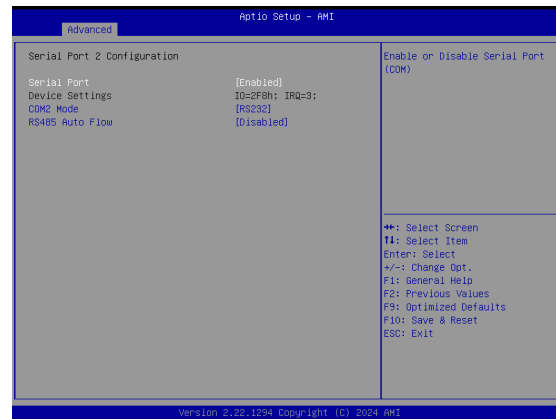 Aptio Setup - AMI
Advanced
Serial Port 2 Configuration
Serial Port [Enabled]
Device Settings IO=2F8h; IRQ=3;
COM2 Mode [RS232]
RS485 Auto Flow [Disabled]
Enable or Disable Serial Port
(COM)
→←: Select Screen
↑↓: Select Item
Enter: Select
+/-: Change Opt.
F1: General Help
F2: Previous Values
F9: Optimized Defaults
F10: Save & Reset
ESC: Exit
Version 2.22.1294 Copyright (C) 2024 AMI